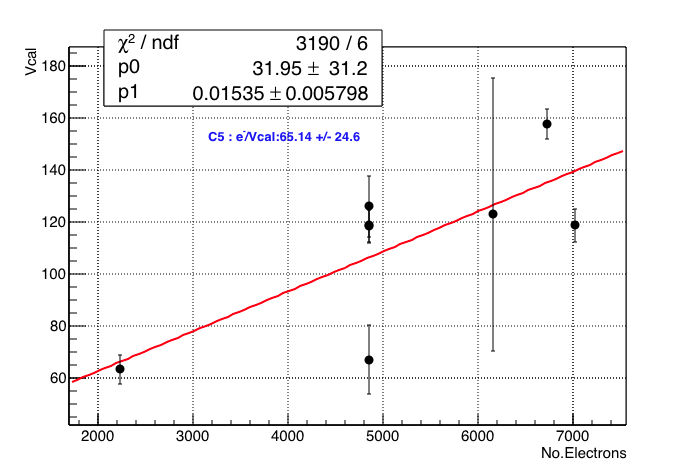 χ² / ndf 3190 / 6
p0 31.95 ± 31.2
p1 0.01535 ± 0.005798
C5 : e⁻/Vcal:65.14 +/- 24.6
Vcal
180
160
140
120
100
80
60
2000 3000 4000 5000 6000 7000
No.Electrons